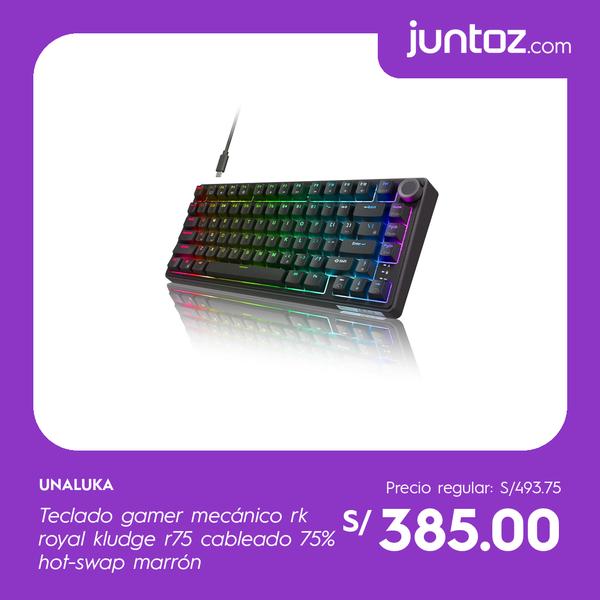 juntoz.com
UNALUKA
Teclado gamer mecánico rk
royal kludge r75 cableado 75%
hot-swap marrón
Precio regular: S/493.75
S/ 385.00